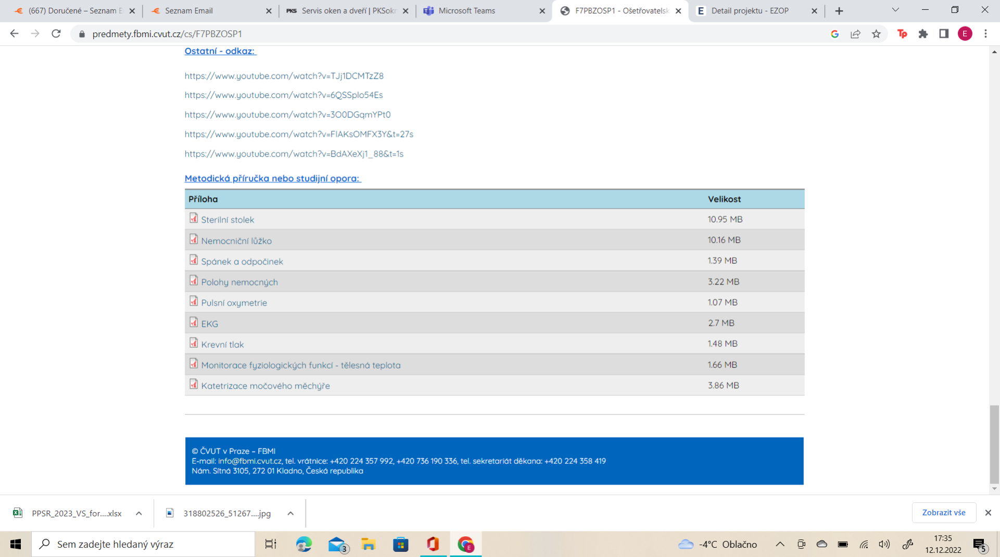 (667) Doručené – Seznam E
Seznam Email
PKS Servis oken a dveří | PKSokn
Microsoft Teams
F7PBZOSP1 - Ošetřovatelsk
E Detail projektu - EZOP
predmety.fbmi.cvut.cz/cs/F7PBZOSP1
Tp
E
Ostatní - odkaz:
https://www.youtube.com/watch?v=TJj1DCMTzZ8
https://www.youtube.com/watch?v=6QSSplo54Es
https://www.youtube.com/watch?v=3O0DGqmYPt0
https://www.youtube.com/watch?v=FlAKsOMFX3Y&t=27s
https://www.youtube.com/watch?v=BdAXeXj1_88&t=1s
Metodická příručka nebo studijní opora:
Příloha Velikost
Sterilní stolek 10.95 MB
Nemocniční lůžko 10.16 MB
Spánek a odpočinek 1.39 MB
Polohy nemocných 3.22 MB
Pulsní oxymetrie 1.07 MB
EKG 2.7 MB
Krevní tlak 1.48 MB
Monitorace fyziologických funkcí - tělesná teplota 1.66 MB
Katetrizace močového měchýře 3.86 MB
© ČVUT v Praze – FBMI
E-mail: info@fbmi.cvut.cz, tel. vrátnice: +420 224 357 992, +420 736 190 336, tel. sekretariát děkana: +420 224 358 419
Nám. Sítná 3105, 272 01 Kladno, Česká republika
PPSR_2023_VS_for....xlsx
318802526_51267....jpg
Zobrazit vše
Sem zadejte hledaný výraz
3
E
-4°C Oblačno
17:35
12.12.2022
5